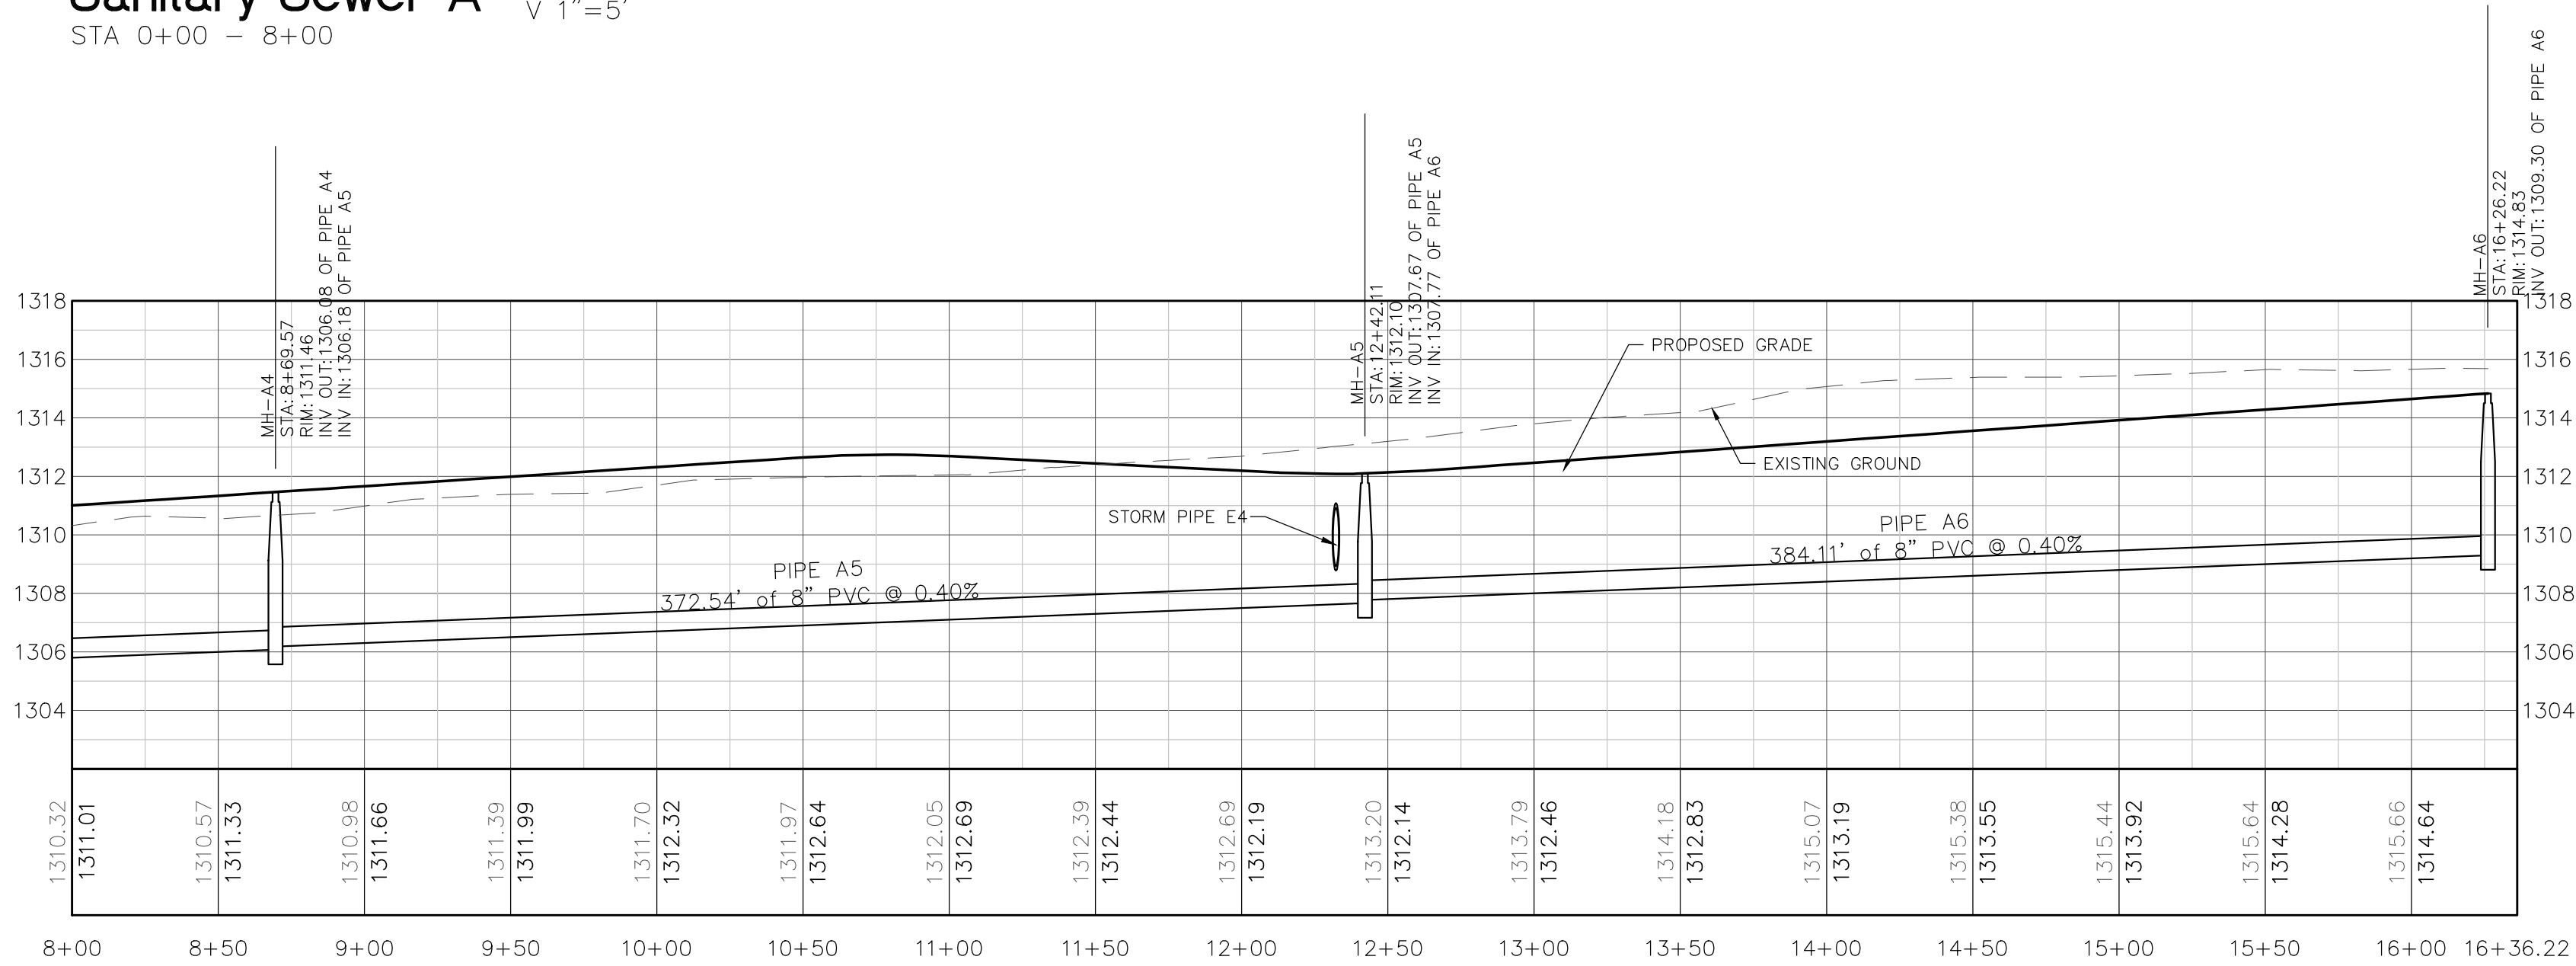 Sanitary Sewer A
V 1"=5'
STA 0+00 - 8+00
MH-A4
STA:8+69.57
RIM:1311.46
INV OUT:1306.08 OF PIPE A4
INV IN:1306.18 OF PIPE A5
MH-A5
STA:12+42.11
RIM:1312.10
INV OUT:1307.67 OF PIPE A5
INV IN:1307.77 OF PIPE A6
MH-A6
STA:16+26.22
RIM:1314.83
INV OUT:1309.30 OF PIPE A6
1318
1316
1314
1312
1310
1308
1306
1304
1318
1316
1314
1312
1310
1308
1306
1304
PROPOSED GRADE
EXISTING GROUND
STORM PIPE E4
PIPE A5
372.54' of 8" PVC @ 0.40%
PIPE A6
384.11' of 8" PVC @ 0.40%
1310.32
1311.01
1310.57
1311.33
1310.98
1311.66
1311.39
1311.99
1311.70
1312.32
1311.97
1312.64
1312.05
1312.69
1312.39
1312.44
1312.69
1312.19
1313.20
1312.14
1313.79
1312.46
1314.18
1312.83
1315.07
1313.19
1315.38
1313.55
1315.44
1313.92
1315.64
1314.28
1315.66
1314.64
8+00 8+50 9+00 9+50 10+00 10+50 11+00 11+50 12+00 12+50 13+00 13+50 14+00 14+50 15+00 15+50 16+00 16+36.22